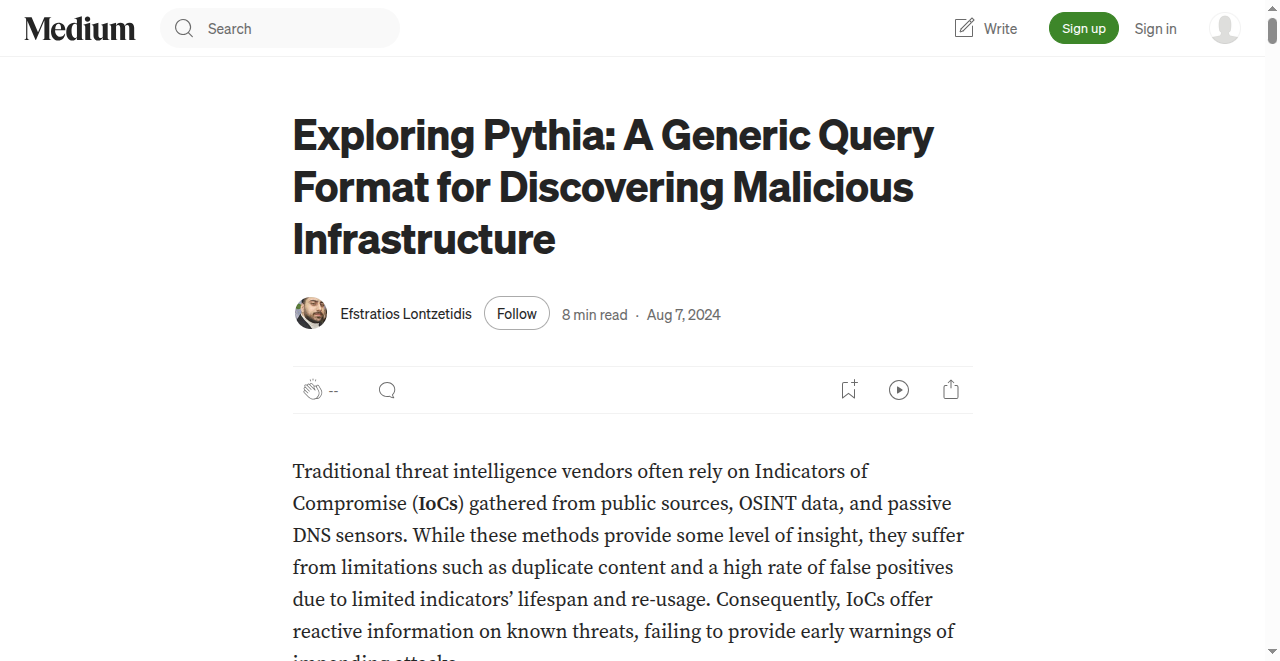 Medium
Search
Write
Sign up
Sign in
Exploring Pythia: A Generic Query
Format for Discovering Malicious
Infrastructure
Efstratios Lontzetidis
Follow
8 min read · Aug 7, 2024
--
Traditional threat intelligence vendors often rely on Indicators of
Compromise (IoCs) gathered from public sources, OSINT data, and passive
DNS sensors. While these methods provide some level of insight, they suffer
from limitations such as duplicate content and a high rate of false positives
due to limited indicators’ lifespan and re-usage. Consequently, IoCs offer
reactive information on known threats, failing to provide early warnings of
impending attacks.